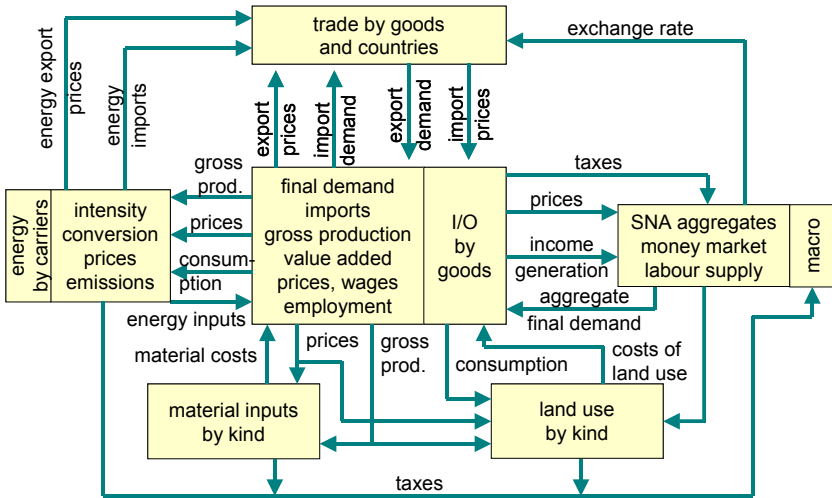 trade by goods
and countries
exchange rate
energy export
prices
energy
imports
export
prices
import
demand
export
demand
import
prices
gross
prod.
prices
consum-
ption
energy inputs
energy
by carriers
intensity
conversion
prices
emissions
final demand
imports
gross production
value added
prices, wages
employment
I/O
by
goods
taxes
prices
income
generation
aggregate
final demand
SNA aggregates
money market
labour supply
macro
material costs
prices
gross
prod.
consumption
costs of
land use
material inputs
by kind
land use
by kind
taxes